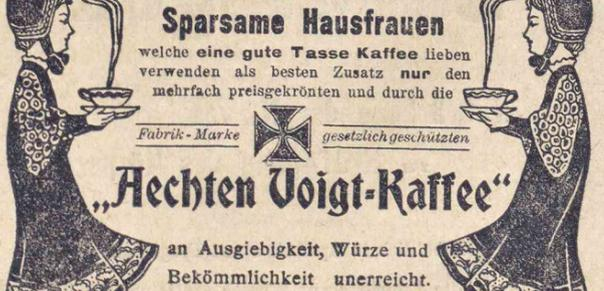 Sparsame Hausfrauen
welche eine gute Tasse Kaffee lieben
verwenden als besten Zusatz nur den
mehrfach preisgekrönten und durch die
Fabrik-Marke gesetzlich geschützten
„Aechten Voigt-Kaffee“
an Ausgiebigkeit, Würze und
Bekömmlichkeit unerreicht.